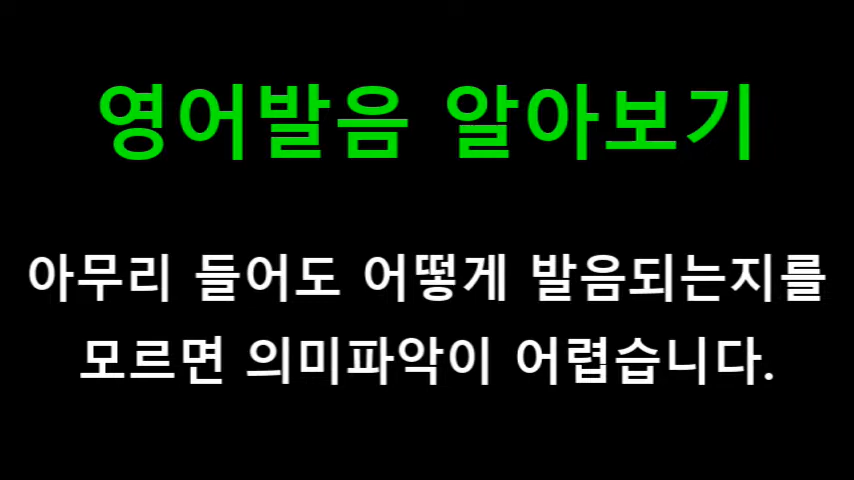 영어발음 알아보기
아무리 들어도 어떻게 발음되는지를
모르면 의미파악이 어렵습니다.